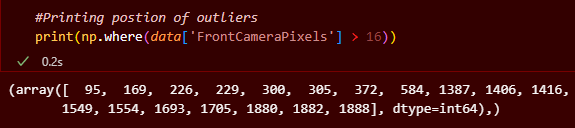 #Printing postion of outliers
print(np.where(data['FrontCameraPixels'] > 16))
✓ 0.2s
(array([  95,  169,  226,  229,  300,  305,  372,  584, 1387, 1406, 1416,
       1549, 1554, 1693, 1705, 1880, 1882, 1888], dtype=int64),)